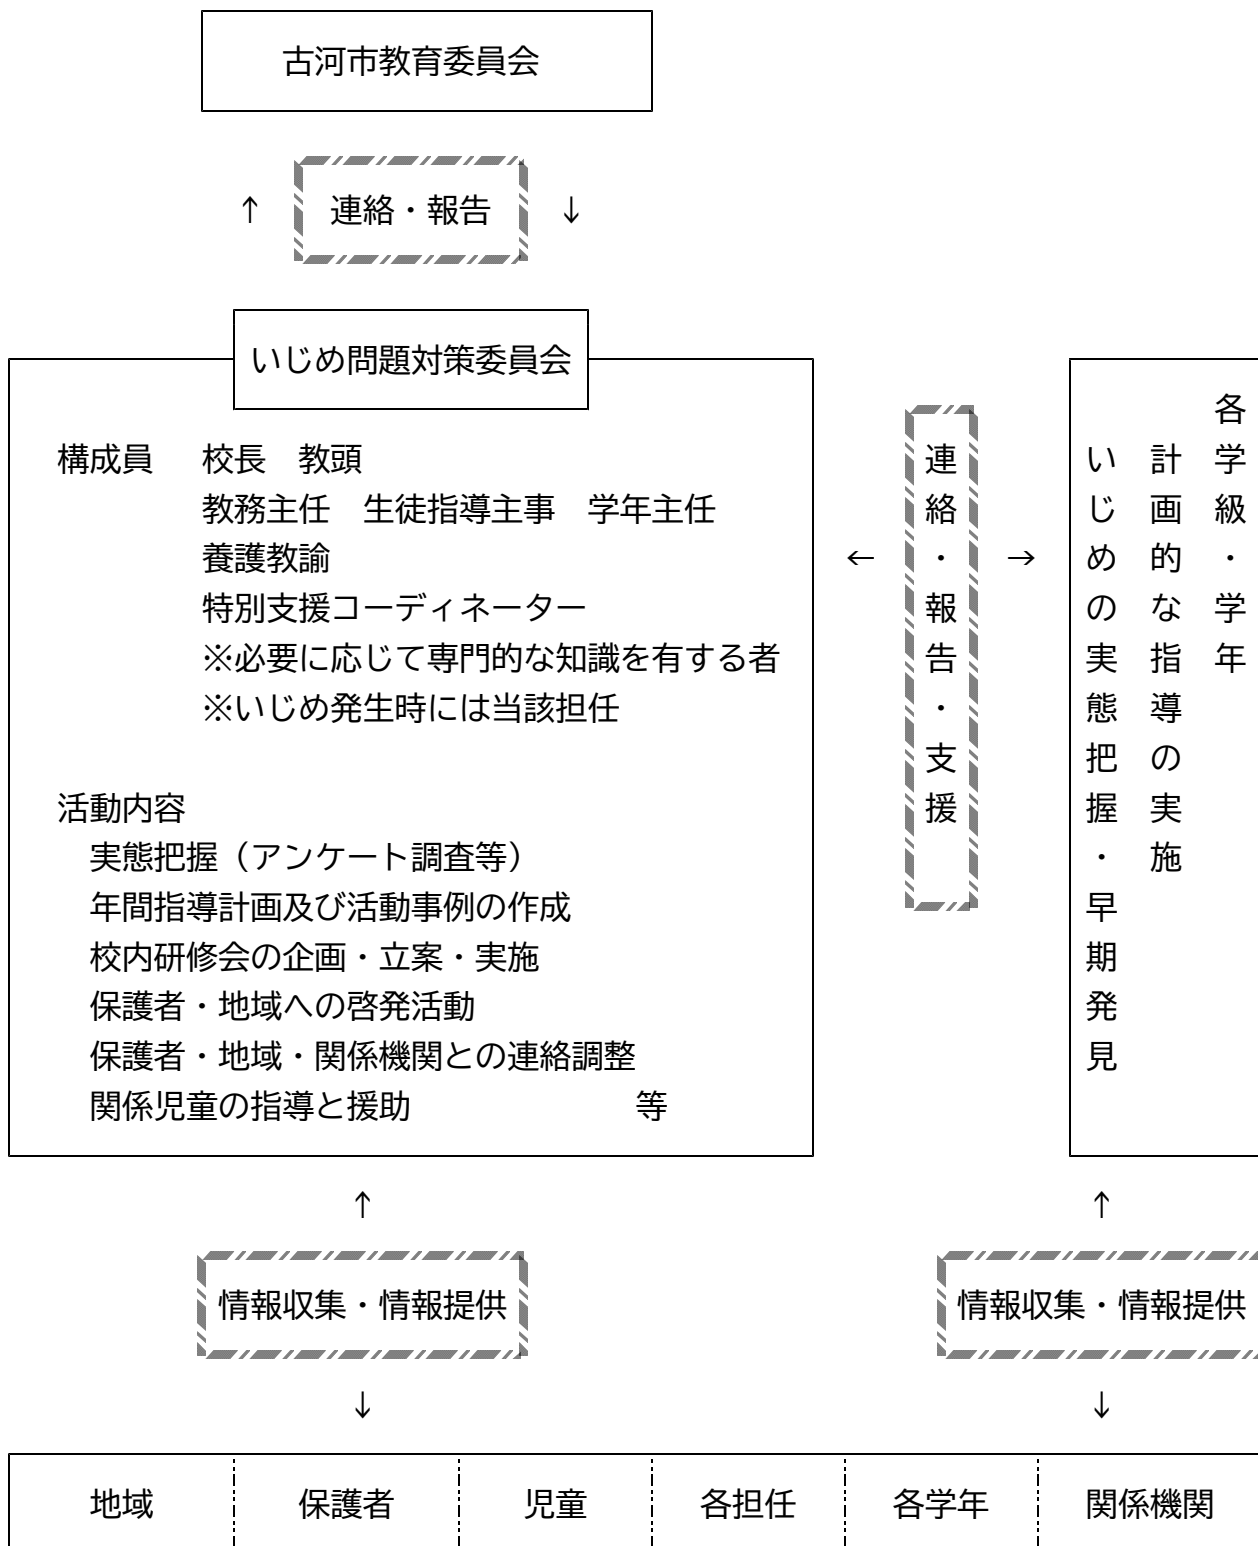 古河市教育委員会
↑ 連絡・報告 ↓
いじめ問題対策委員会
構成員 校長 教頭
教務主任 生徒指導主事 学年主任
養護教諭
特別支援コーディネーター
※必要に応じて専門的な知識を有する者
※いじめ発生時には当該担任
活動内容
実態把握（アンケート調査等）
年間指導計画及び活動事例の作成
校内研修会の企画・立案・実施
保護者・地域への啓発活動
保護者・地域・関係機関との連絡調整
関係児童の指導と援助 等
← 連絡・報告・支援 →
各学級・学年
計画的な指導の実施
いじめの実態把握・早期発見
↑
情報収集・情報提供
↓
↑
情報収集・情報提供
↓
地域 保護者 児童 各担任 各学年 関係機関